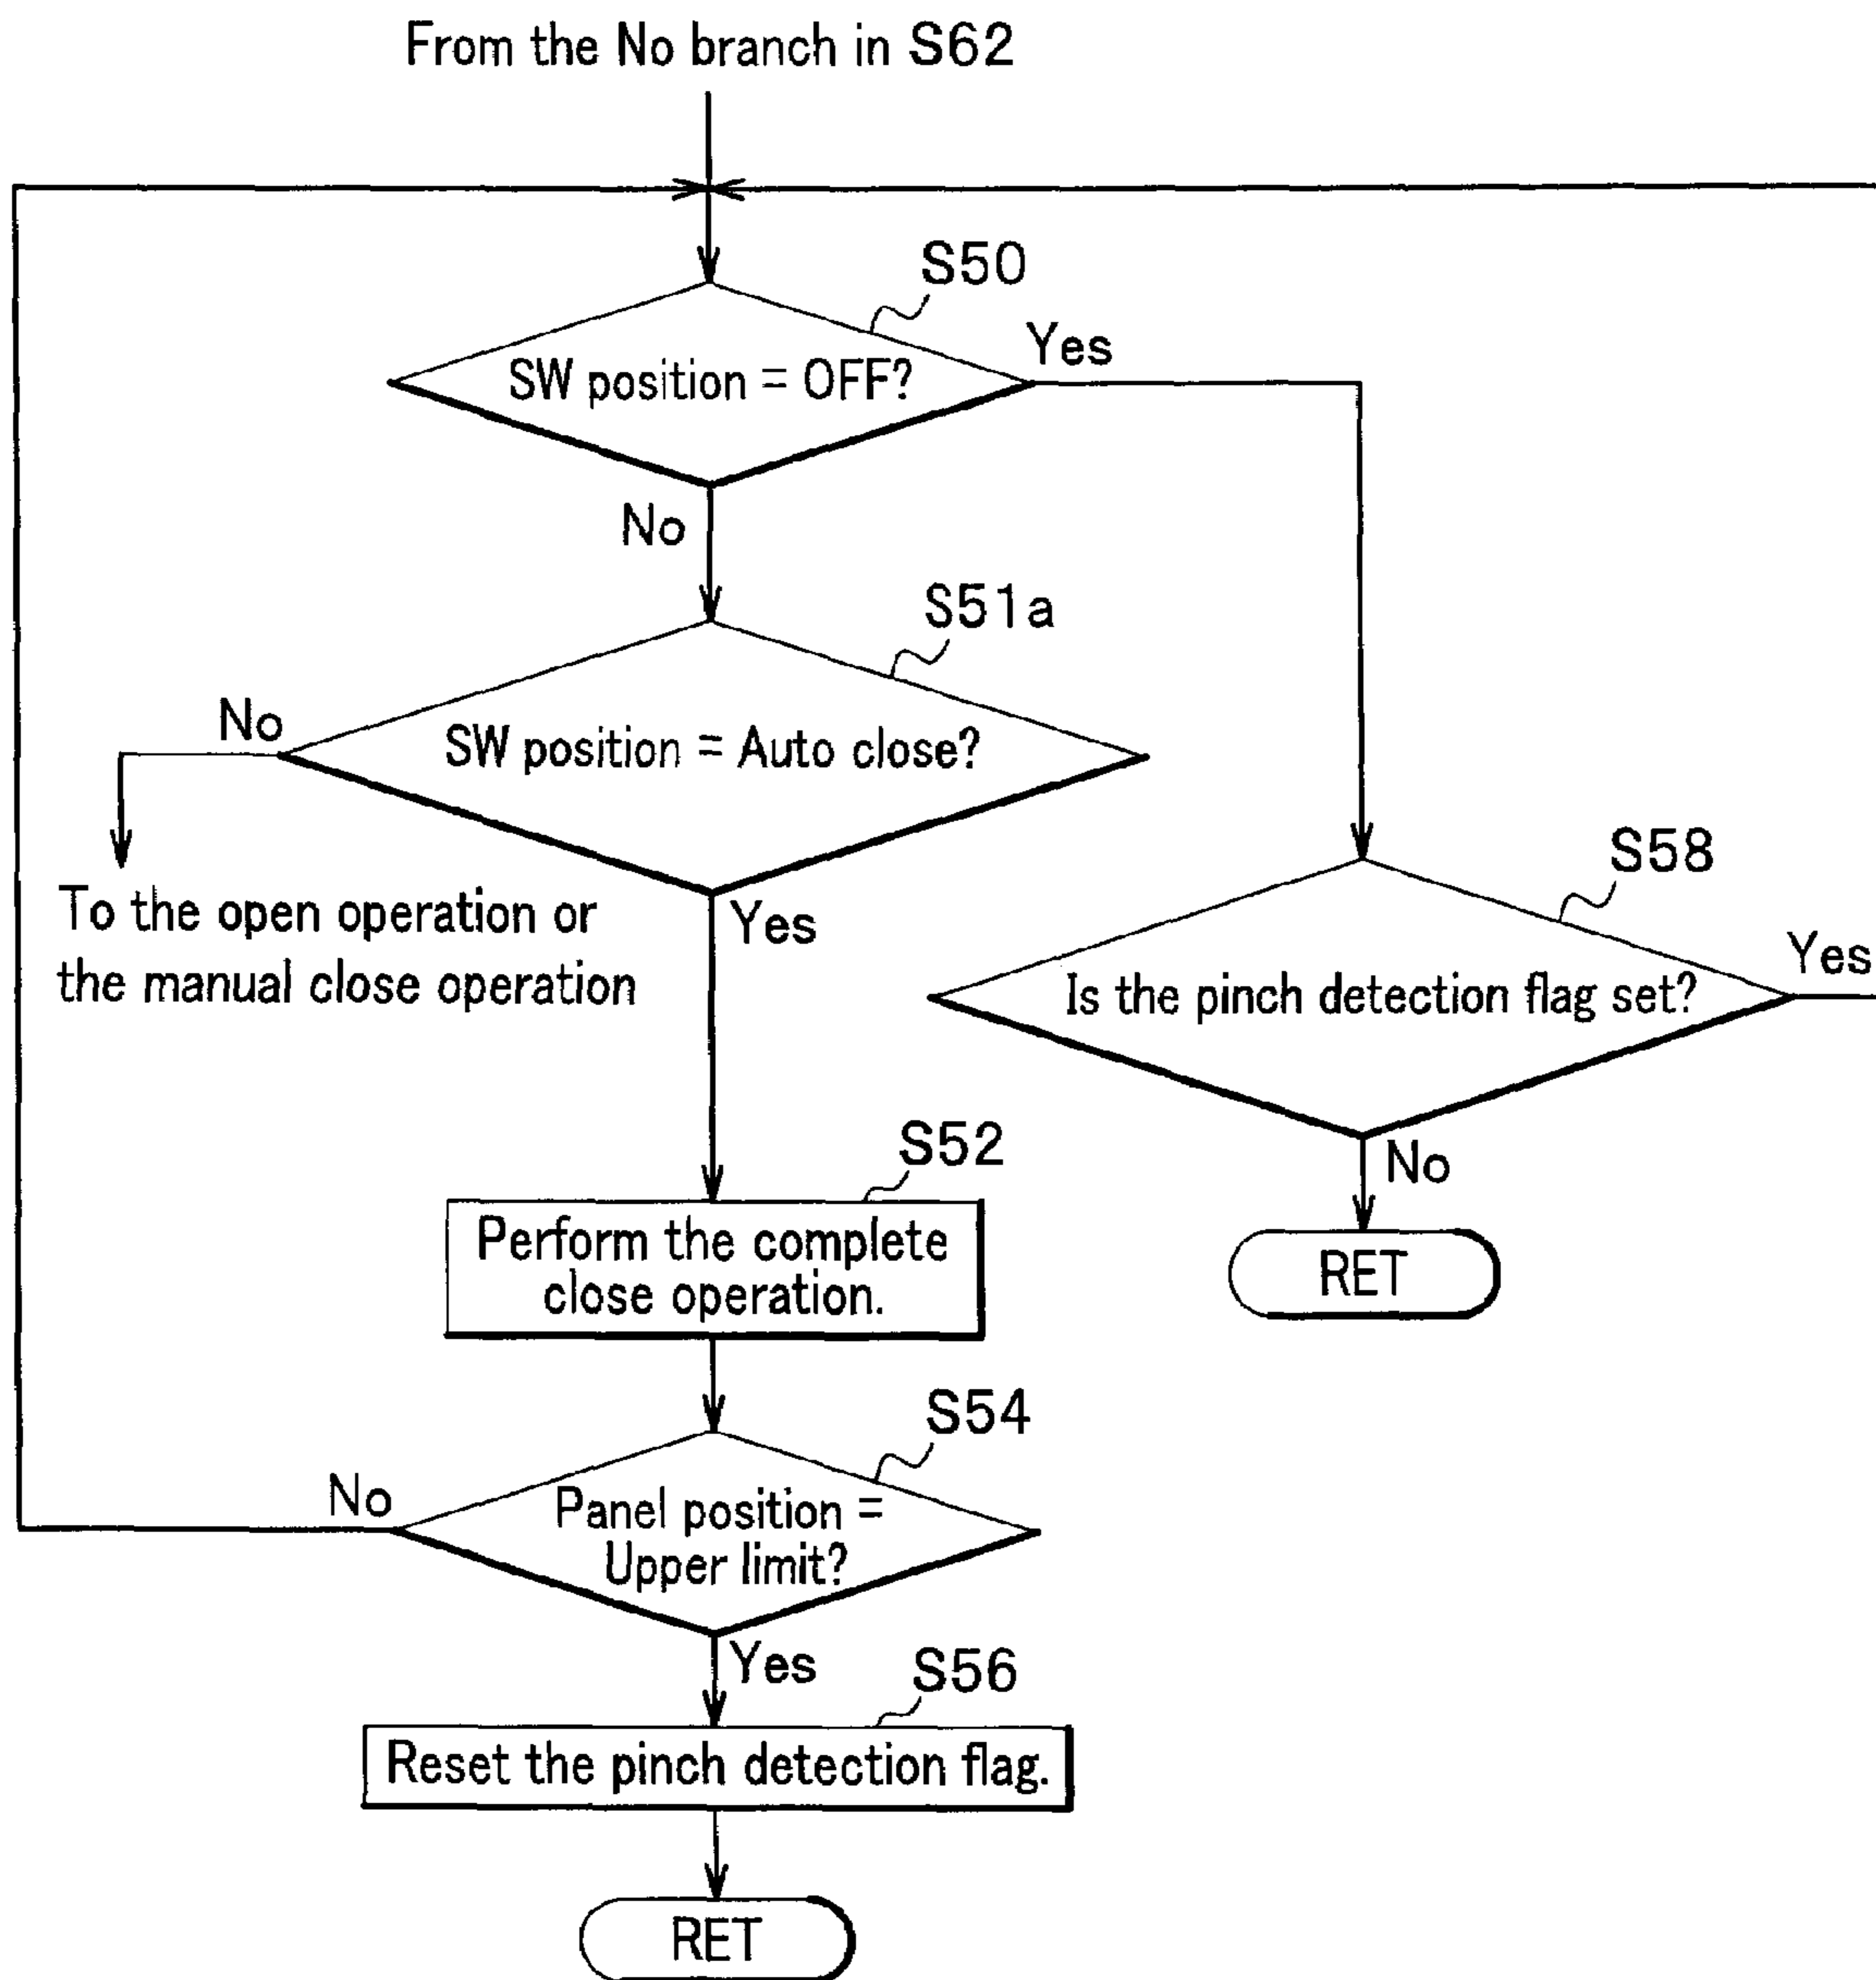 From the No branch in S62
S50
SW position = OFF?
Yes
No
S51a
SW position = Auto close?
No
To the open operation or
the manual close operation
Yes
S58
Is the pinch detection flag set?
Yes
No
RET
S52
Perform the complete
close operation.
S54
Panel position =
Upper limit?
No
Yes
S56
Reset the pinch detection flag.
RET